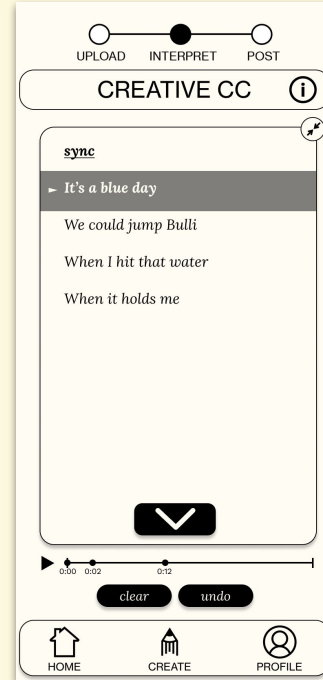 UPLOAD INTERPRET POST
CREATIVE CC i
sync
It's a blue day
We could jump Bulli
When I hit that water
When it holds me
0:00 0:02 0:12
clear undo
HOME CREATE PROFILE